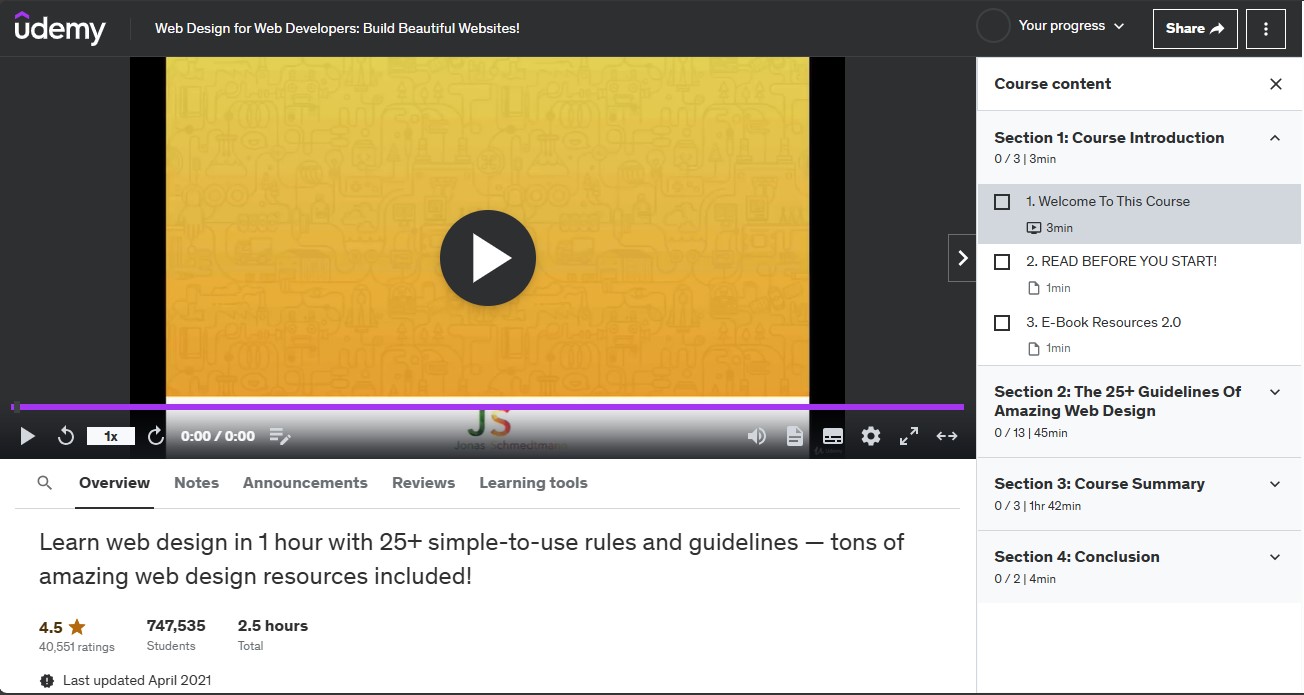 ûdemy
Web Design for Web Developers: Build Beautiful Websites!
Your progress
Share
Course content
Section 1: Course Introduction
0 / 3 | 3min
1. Welcome To This Course
3min
2. READ BEFORE YOU START!
1min
3. E-Book Resources 2.0
1min
Section 2: The 25+ Guidelines Of
Amazing Web Design
0 / 13 | 45min
Section 3: Course Summary
0 / 3 | 1hr 42min
Section 4: Conclusion
0 / 2 | 4min
JS
Jonas Schmedtmann
1x
0:00 / 0:00
Overview Notes Announcements Reviews Learning tools
Learn web design in 1 hour with 25+ simple-to-use rules and guidelines — tons of
amazing web design resources included!
4.5 747,535 2.5 hours
40,551 ratings Students Total
Last updated April 2021